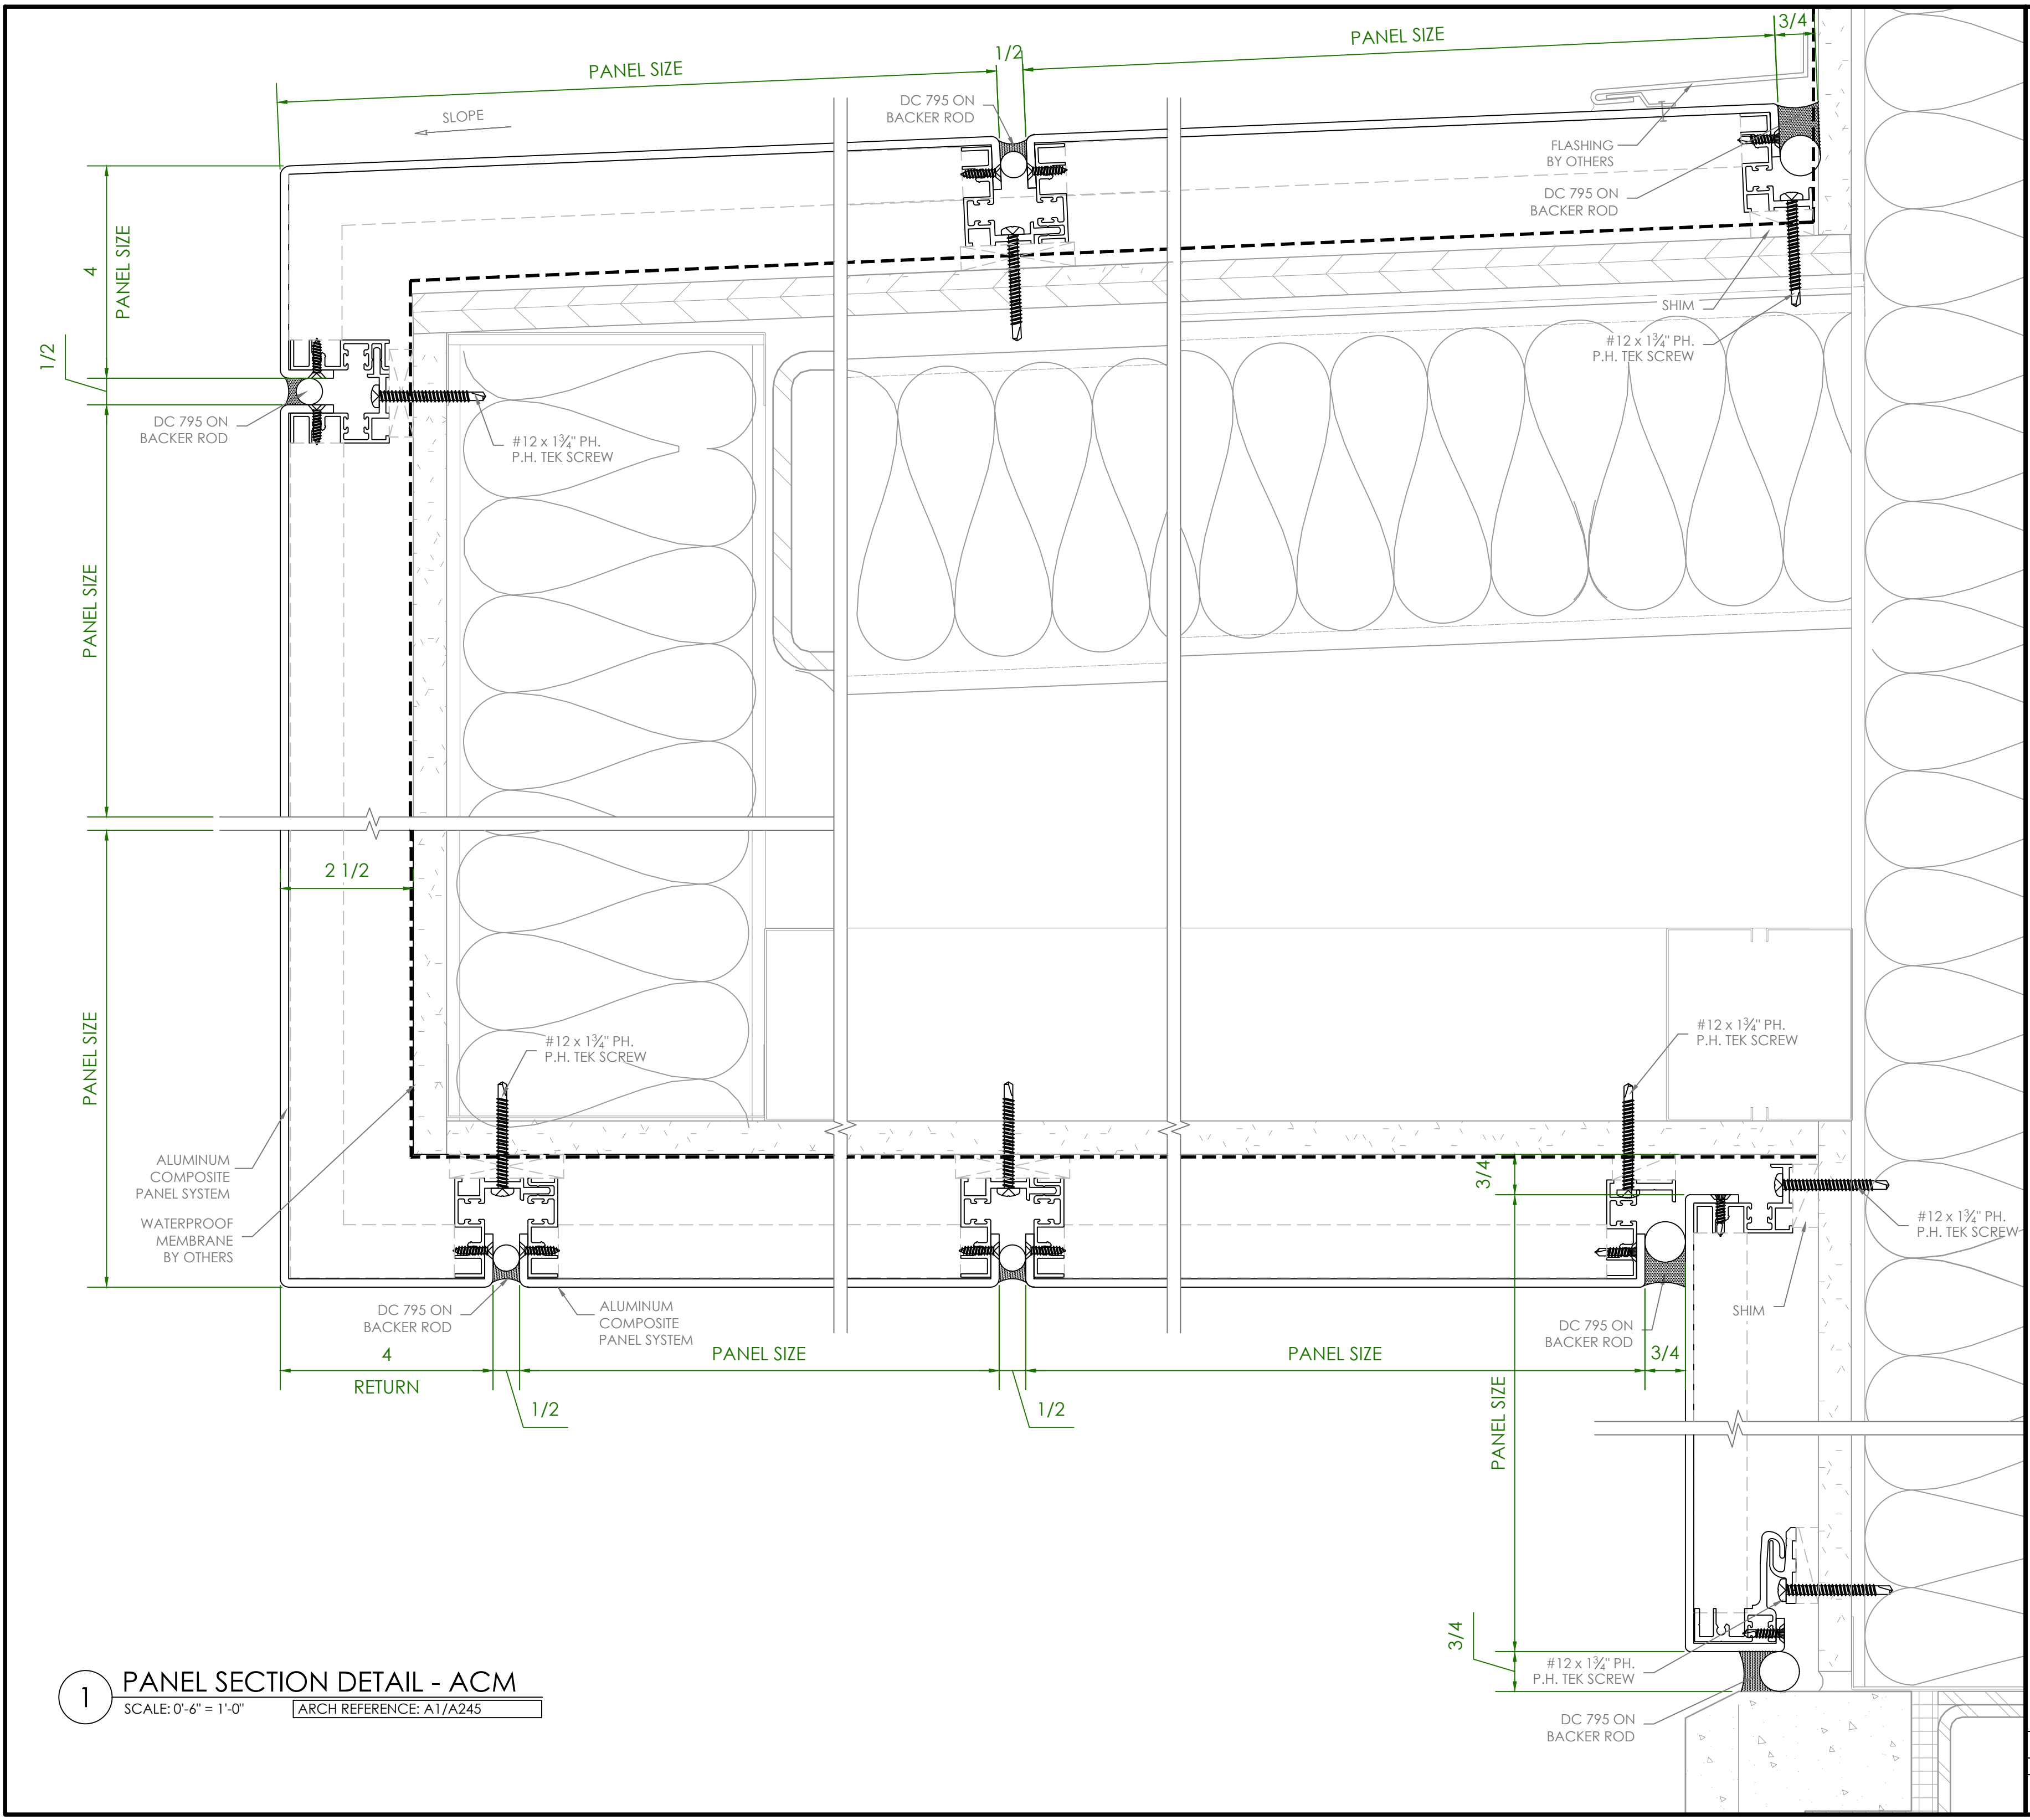 3/4
PANEL SIZE
1/2
PANEL SIZE
SLOPE
DC 795 ON
BACKER ROD
FLASHING
BY OTHERS
DC 795 ON
BACKER ROD
4
PANEL SIZE
SHIM
#12 x 1¾" PH.
P.H. TEK SCREW
1/2
DC 795 ON
BACKER ROD
#12 x 1¾" PH.
P.H. TEK SCREW
PANEL SIZE
2 1/2
PANEL SIZE
#12 x 1¾" PH.
P.H. TEK SCREW
#12 x 1¾" PH.
P.H. TEK SCREW
ALUMINUM
COMPOSITE
PANEL SYSTEM
WATERPROOF
MEMBRANE
BY OTHERS
3/4
#12 x 1¾" PH.
P.H. TEK SCREW
DC 795 ON
BACKER ROD
ALUMINUM
COMPOSITE
PANEL SYSTEM
DC 795 ON
BACKER ROD
SHIM
4
RETURN
PANEL SIZE
PANEL SIZE
3/4
1/2
1/2
PANEL SIZE
3/4
#12 x 1¾" PH.
P.H. TEK SCREW
DC 795 ON
BACKER ROD
1
PANEL SECTION DETAIL - ACM
SCALE: 0'-6" = 1'-0"
ARCH REFERENCE: A1/A245